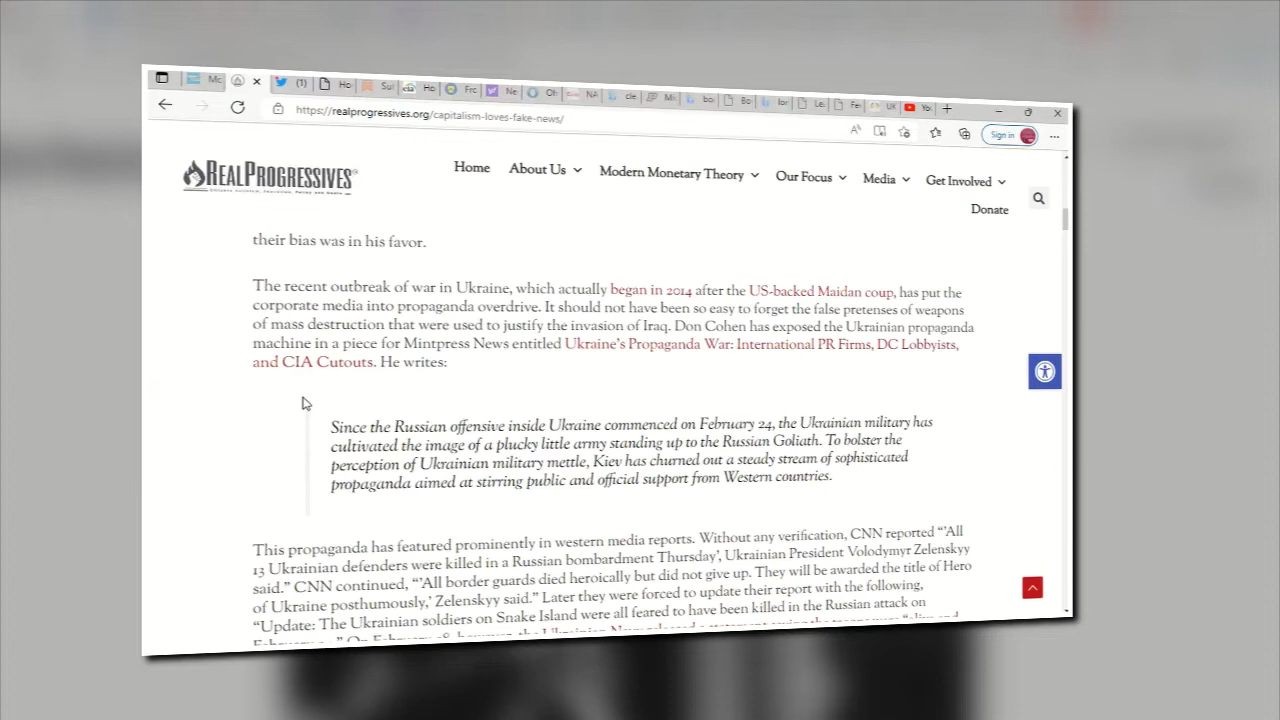 Mc
(1)
Ho
Sul
Ho
Frc
Ne
NA
cle
UK
https://realprogressives.org/capitalism-loves-fake-news/
Sign in
REALPROGRESSIVES
Home
About Us
Modern Monetary Theory
Our Focus
Media
Get Involved
Donate
their bias was in his favor.
The recent outbreak of war in Ukraine, which actually began in 2014 after the US-backed Maidan coup, has put the
corporate media into propaganda overdrive. It should not have been so easy to forget the false pretenses of weapons
of mass destruction that were used to justify the invasion of Iraq. Don Cohen has exposed the Ukrainian propaganda
machine in a piece for Mintpress News entitled Ukraine's Propaganda War: International PR Firms, DC Lobbyists,
and CIA Cutouts. He writes:
Since the Russian offensive inside Ukraine commenced on February 24, the Ukrainian military has
cultivated the image of a plucky little army standing up to the Russian Goliath. To bolster the
perception of Ukrainian military mettle, Kiev has churned out a steady stream of sophisticated
propaganda aimed at stirring public and official support from Western countries.
This propaganda has featured prominently in western media reports. Without any verification, CNN reported "'All
13 Ukrainian defenders were killed in a Russian bombardment Thursday', Ukrainian President Volodymyr Zelenskyy
said." CNN continued, "'All border guards died heroically but did not give up. They will be awarded the title of Hero
of Ukraine posthumously,' Zelenskyy said." Later they were forced to update their report with the following,
"Update: The Ukrainian soldiers on Snake Island were all feared to have been killed in the Russian attack on